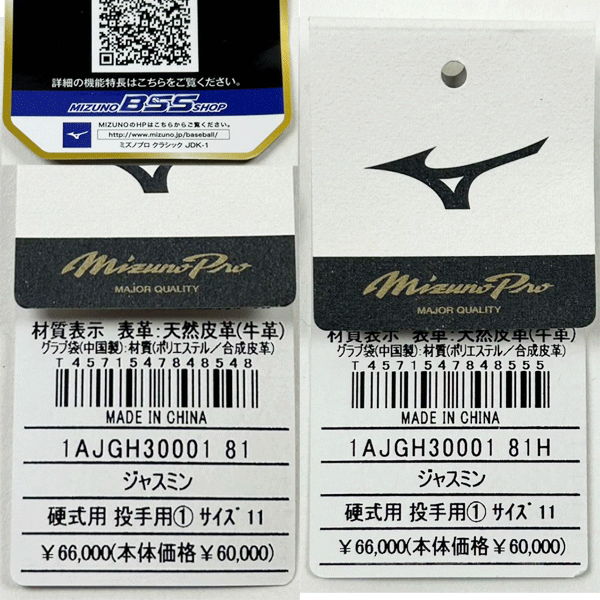 詳細の機能特長はこちらをご覧ください。
MIZUNO BSS SHOP
MIZUNOのHPはこちらからご覧ください。
http://www.mizuno.jp/baseball/
ミズノプロ クラシック JDK-1
Mizuno Pro
MAJOR QUALITY
材質表示 表革:天然皮革(牛革)
グラブ袋(中国製):材質(ポリエステル/合成皮革)
T 4571547848548
MADE IN CHINA
1AJGH30001 81
ジャスミン
硬式用 投手用① サイズ 11
¥66,000(本体価格¥60,000)
Mizuno Pro
MAJOR QUALITY
材質表示 表革:天然皮革(牛革)
グラブ袋(中国製):材質(ポリエステル/合成皮革)
T 4571547848555
MADE IN CHINA
1AJGH30001 81H
ジャスミン
硬式用 投手用① サイズ 11
¥66,000(本体価格¥60,000)